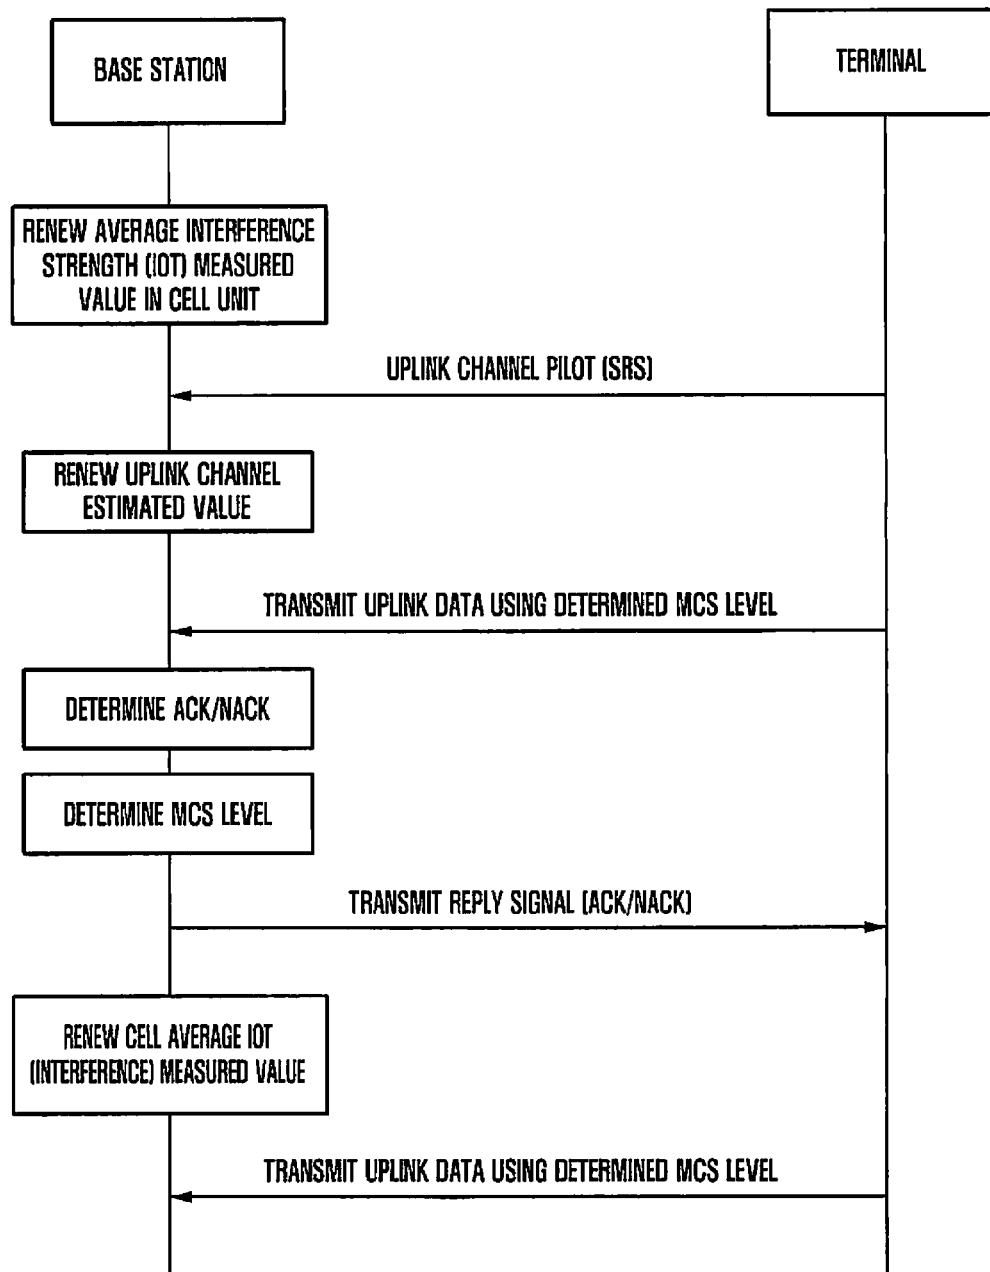 BASE STATION
TERMINAL
RENEW AVERAGE INTERFERENCE
STRENGTH (IOT) MEASURED
VALUE IN CELL UNIT
UPLINK CHANNEL PILOT (SRS)
RENEW UPLINK CHANNEL
ESTIMATED VALUE
TRANSMIT UPLINK DATA USING DETERMINED MCS LEVEL
DETERMINE ACK/NACK
DETERMINE MCS LEVEL
TRANSMIT REPLY SIGNAL (ACK/NACK)
RENEW CELL AVERAGE IOT
(INTERFERENCE) MEASURED VALUE
TRANSMIT UPLINK DATA USING DETERMINED MCS LEVEL